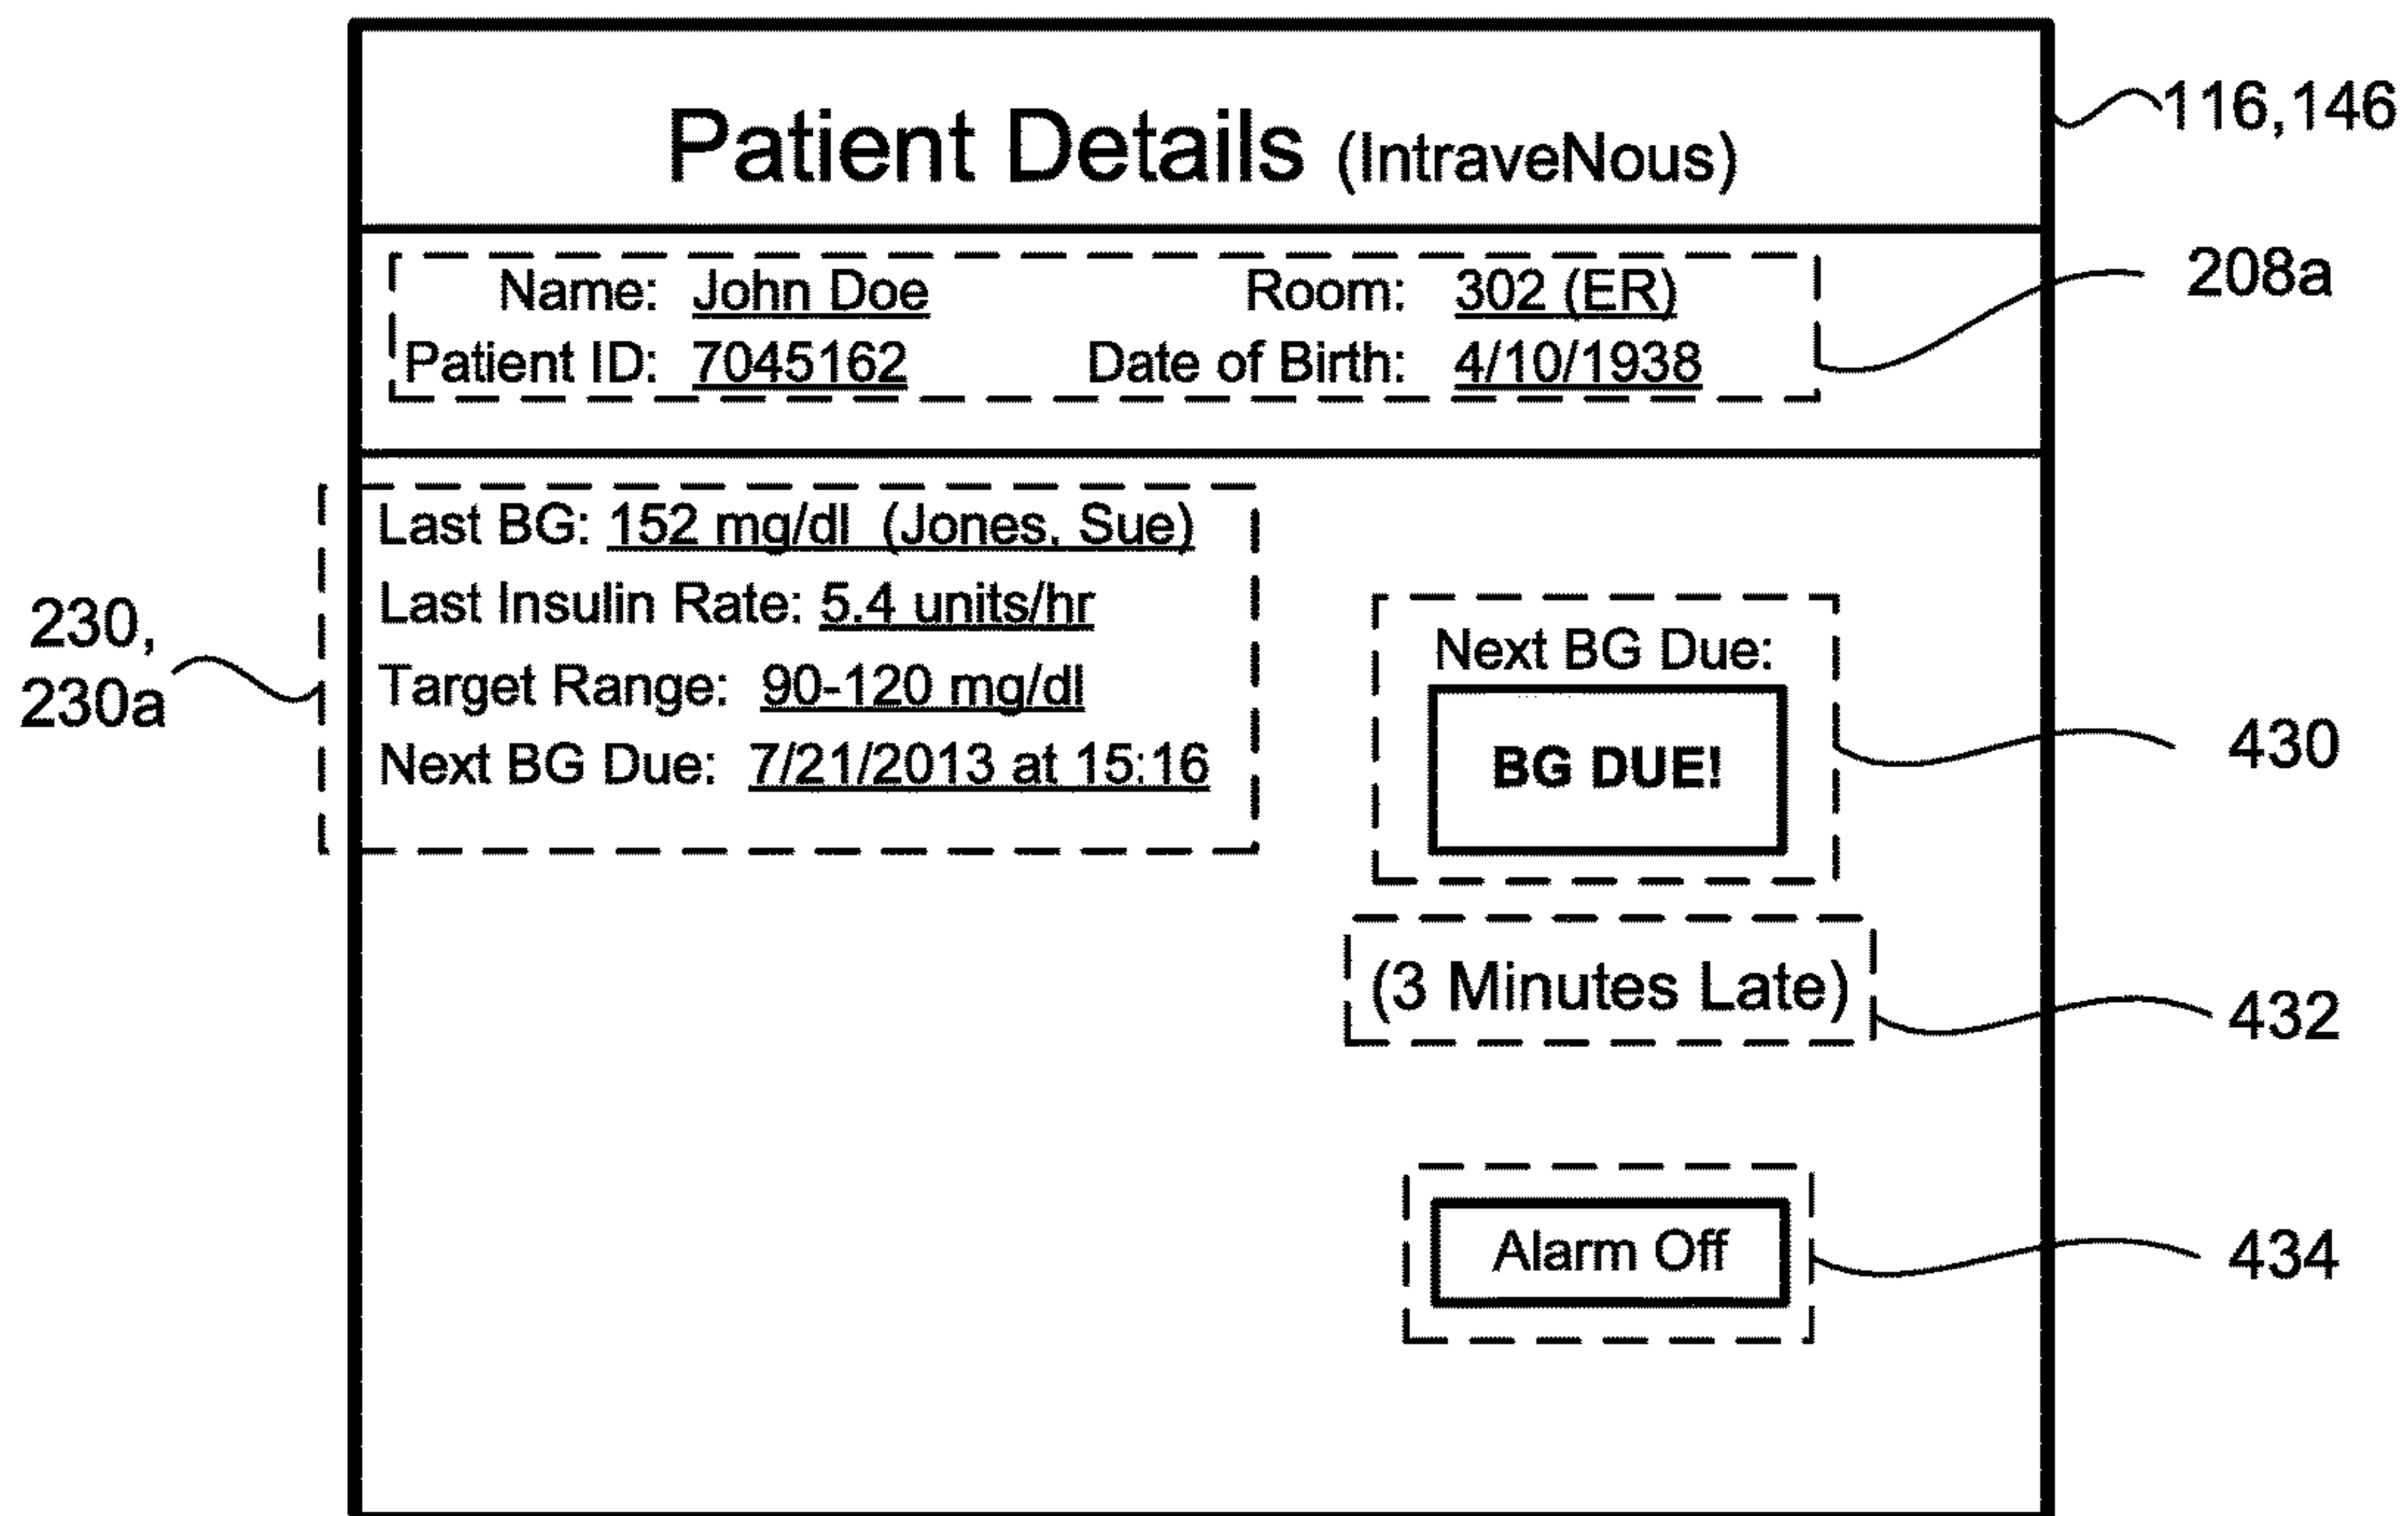 Patient Details (IntraveNous)
116,146
Name: John Doe Room: 302 (ER)
208a
Patient ID: 7045162 Date of Birth: 4/10/1938
Last BG: 152 mg/dl (Jones, Sue)
Last Insulin Rate: 5.4 units/hr
230,
230a
Target Range: 90-120 mg/dl
Next BG Due: 7/21/2013 at 15:16
Next BG Due:
BG DUE!
430
(3 Minutes Late)
432
Alarm Off
434